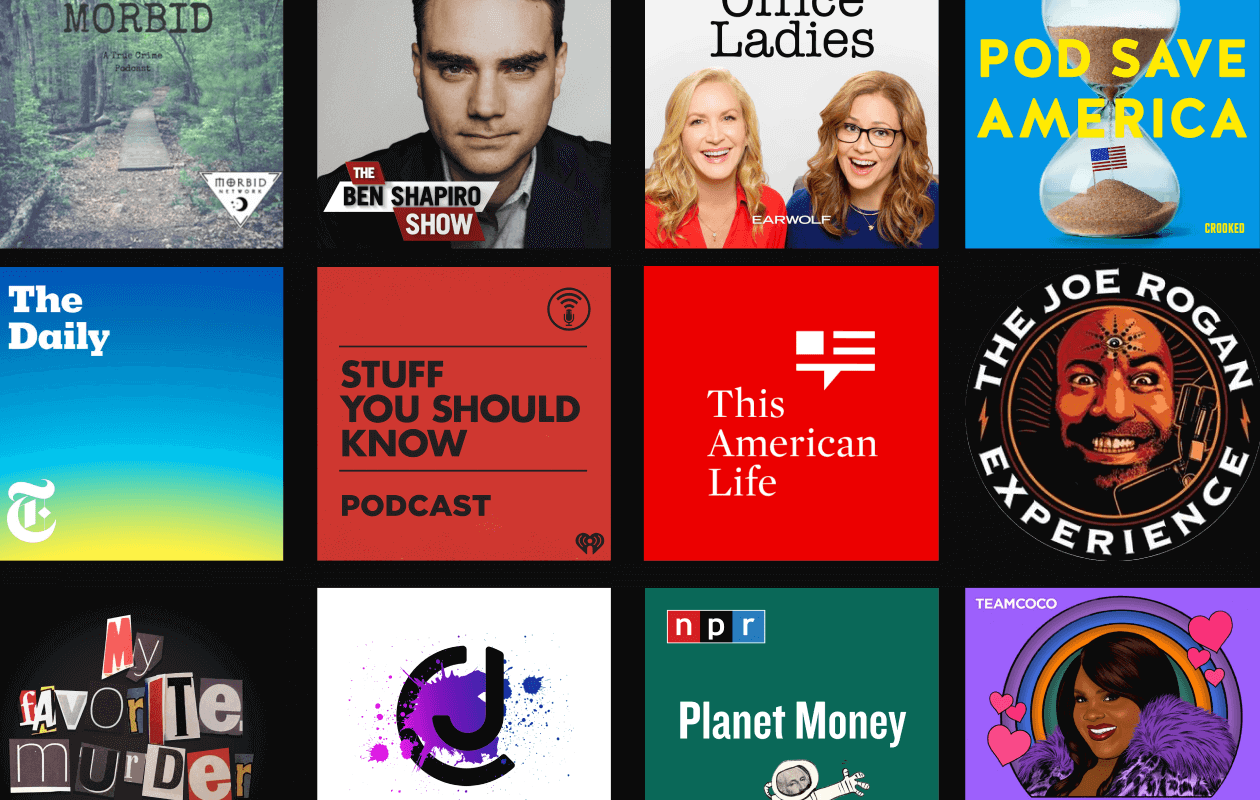 MORBID
A True Crime
Podcast
MORBID
NETWORK
THE
BEN SHAPIRO
SHOW
Office
Ladies
EARWOLF
POD SAVE
AMERICA
CROOKED
The
Daily
T
STUFF
YOU SHOULD
KNOW
PODCAST
This
American
Life
THE JOE ROGAN
EXPERIENCE
My
fAVorITe
mUrDer
CJ
npr
Planet Money
TEAMCOCO